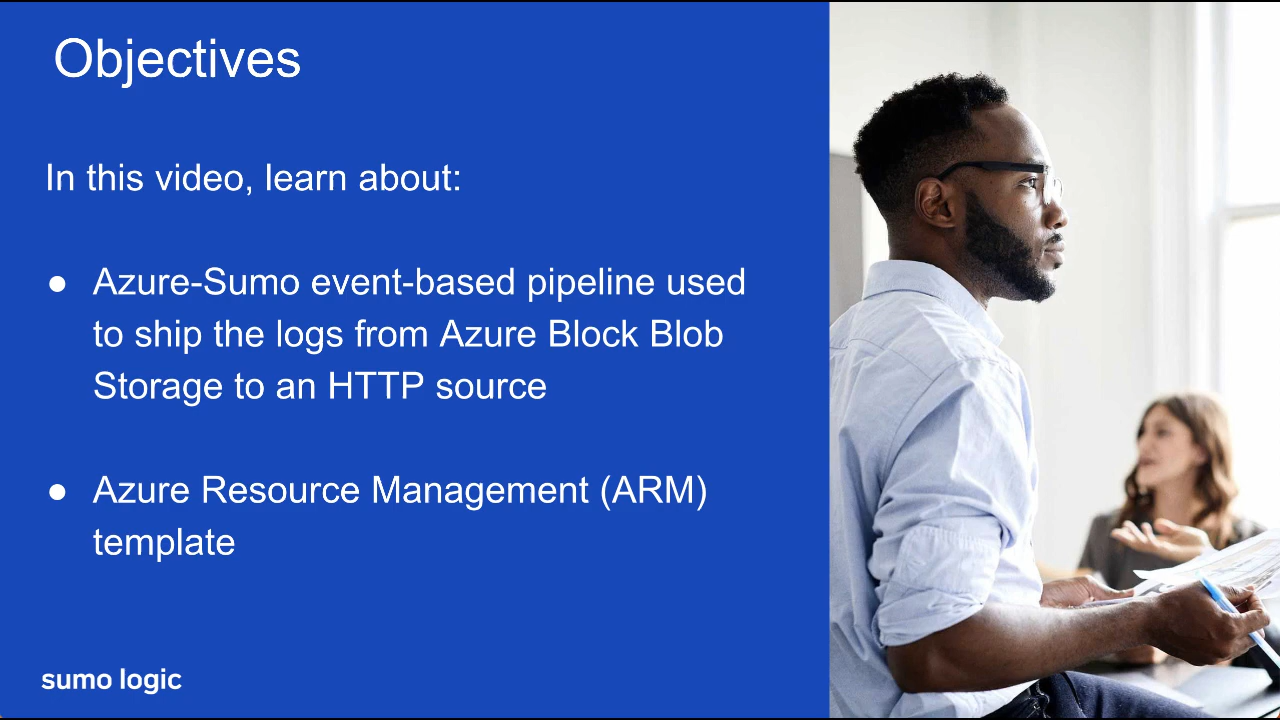 Objectives
In this video, learn about:
● Azure-Sumo event-based pipeline used
to ship the logs from Azure Block Blob
Storage to an HTTP source
● Azure Resource Management (ARM)
template
sumo logic